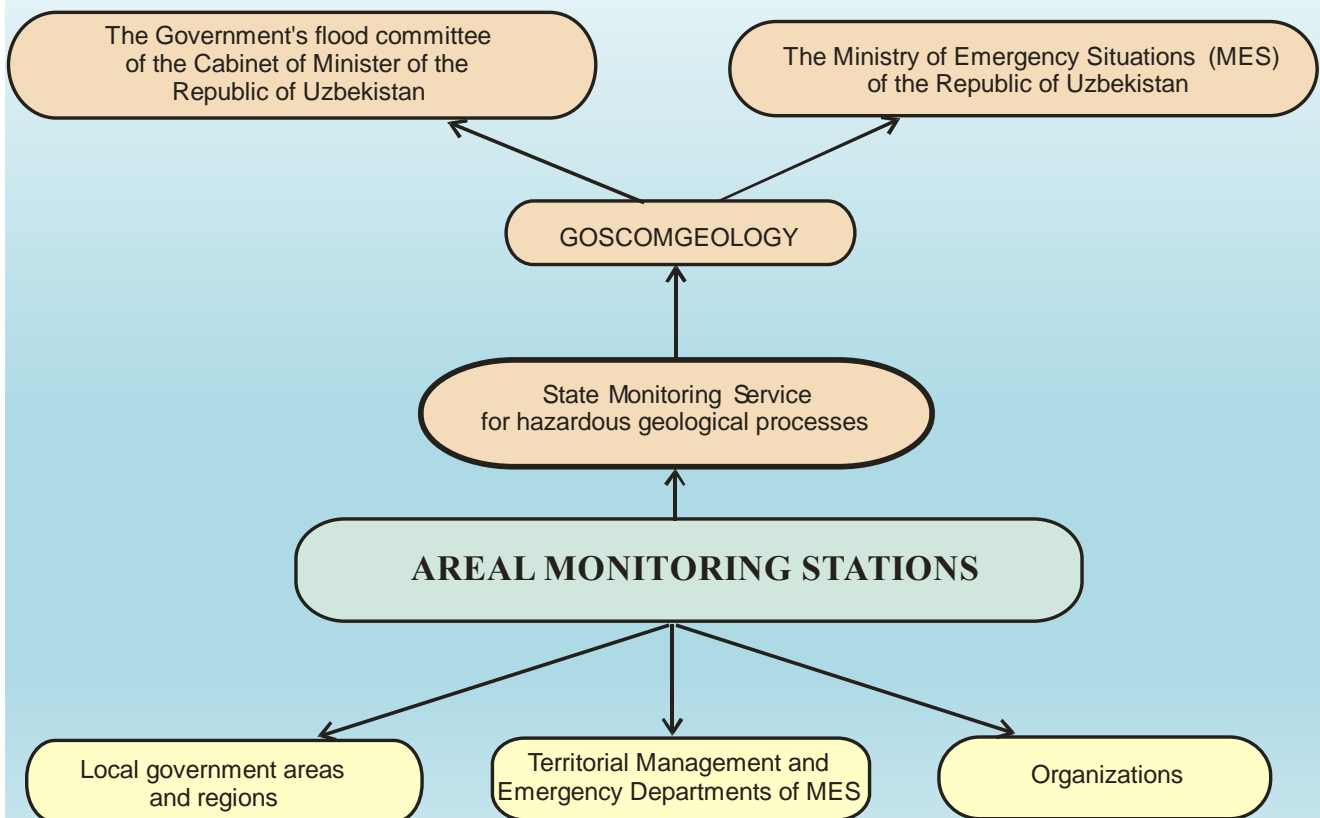 The Government's flood committee
of the Cabinet of Minister of the
Republic of Uzbekistan
The Ministry of Emergency Situations (MES)
of the Republic of Uzbekistan
GOSCOMGEOLOGY
State Monitoring Service
for hazardous geological processes
AREAL MONITORING STATIONS
Local government areas
and regions
Territorial Management and
Emergency Departments of MES
Organizations